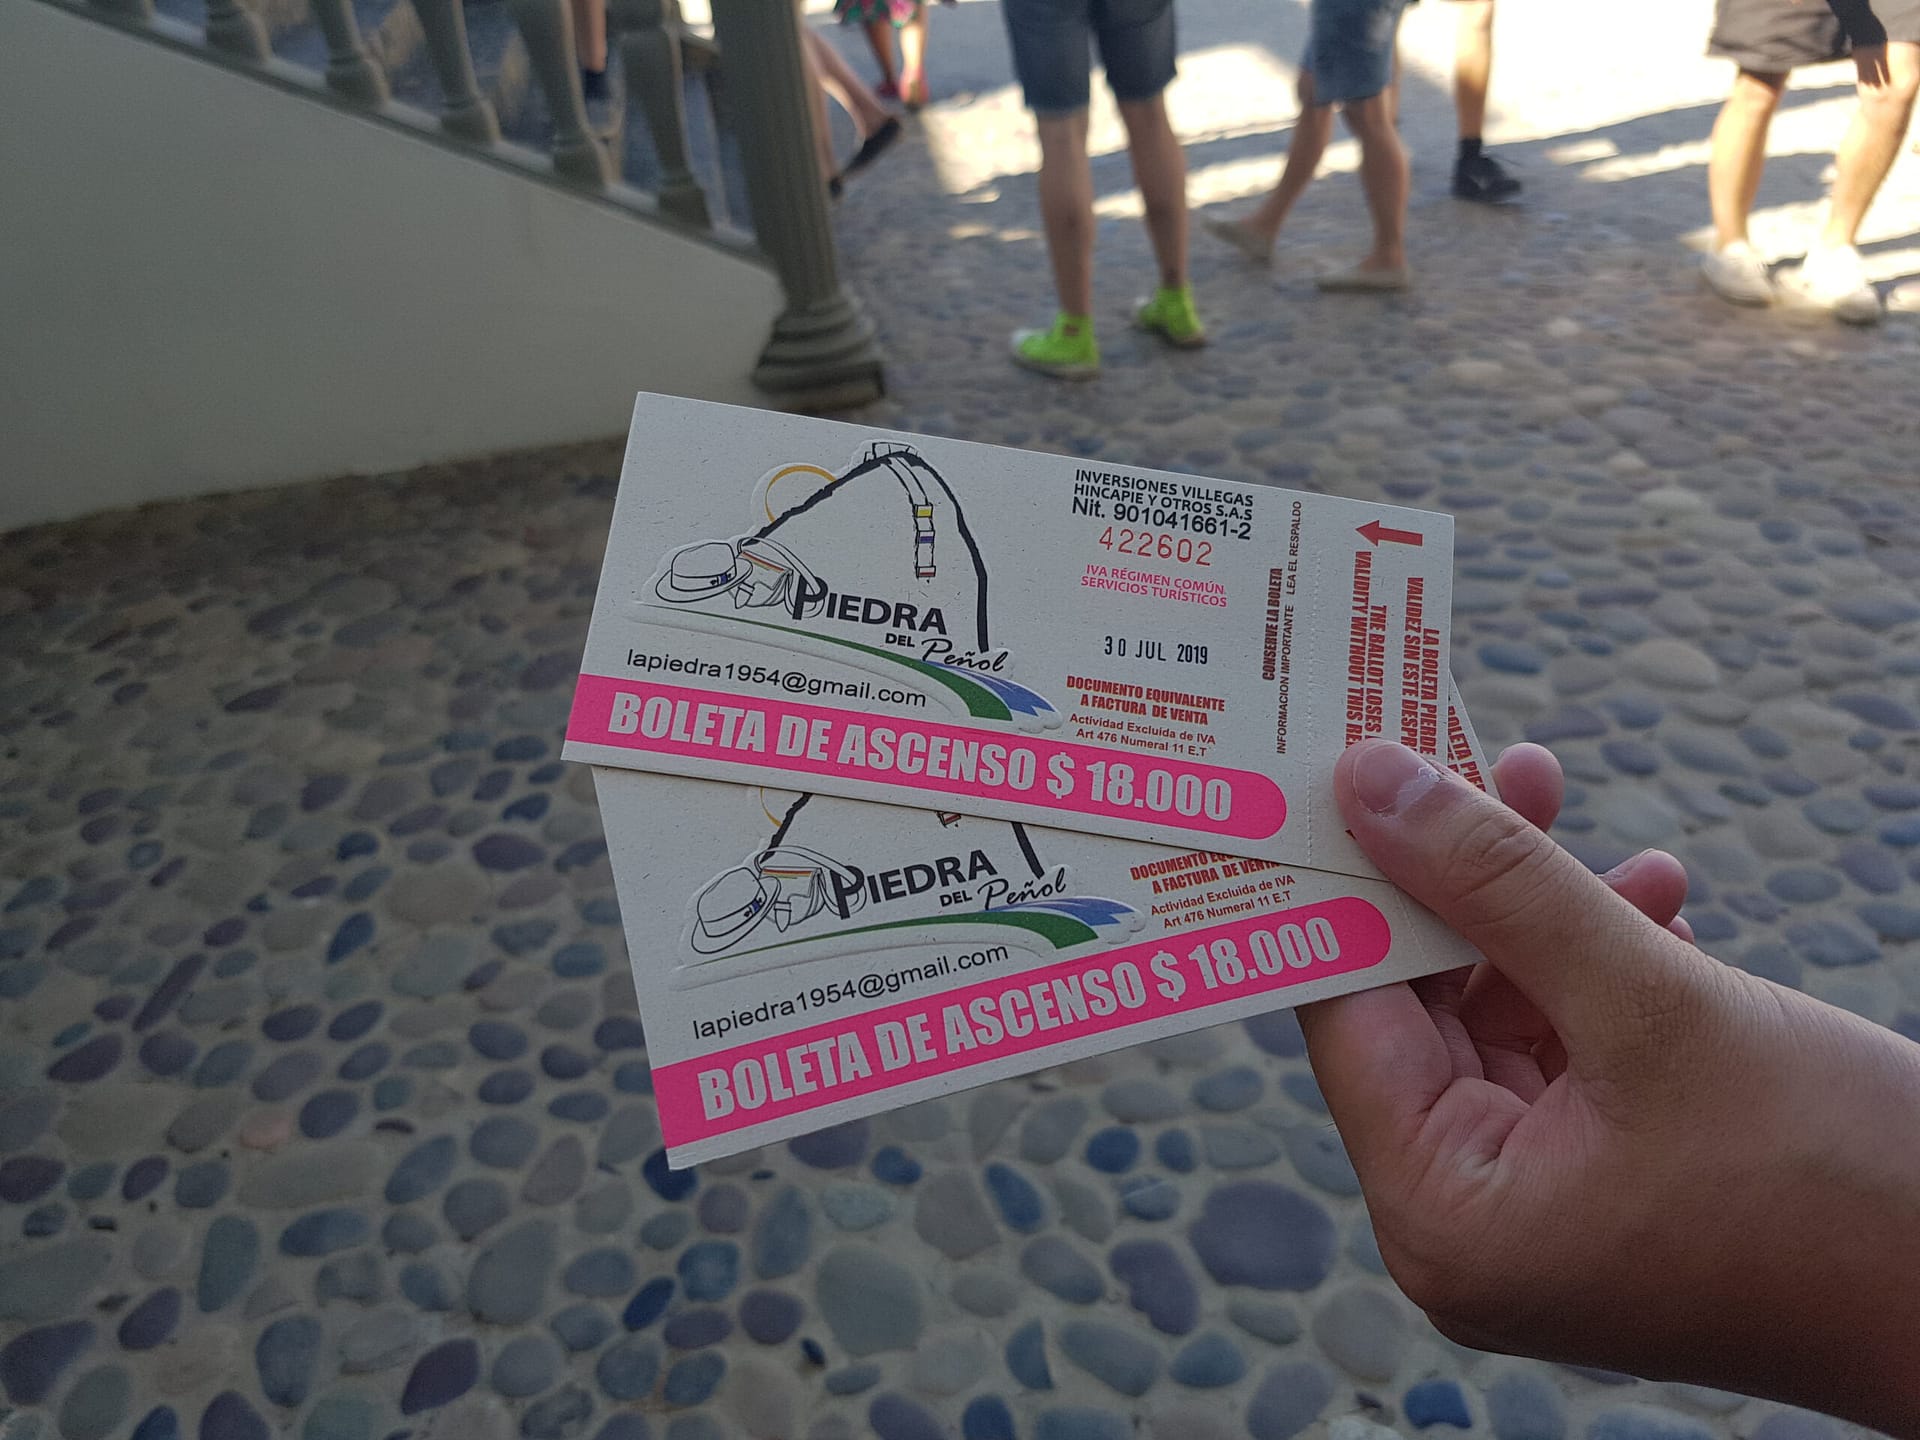 INVERSIONES VILLEGAS
HINCAPIE Y OTROS S.A.S
Nit. 901041661-2
422602
IVA RÉGIMEN COMÚN
SERVICIOS TURÍSTICOS
30 JUL 2019
DOCUMENTO EQUIVALENTE
A FACTURA DE VENTA
Actividad Excluida de IVA
Art 476 Numeral 11 E.T
PIEDRA
DEL Peñol
lapiedra1954@gmail.com
BOLETA DE ASCENSO $ 18.000
CONSERVE LA BOLETA
INFORMACION IMPORTANTE LEA EL RESPALDO
LA BOLETA PIERDE
VALIDEZ SIN ESTE
THE BALLOT LOSES
VALIDITY WITHOUT THIS
BOLETA
PIEDRA
DEL Peñol
lapiedra1954@gmail.com
DOCUMENTO
A FACTURA DE VENTA
Actividad Excluida de IVA
Art 476 Numeral 11 E.T
BOLETA DE ASCENSO $ 18.000